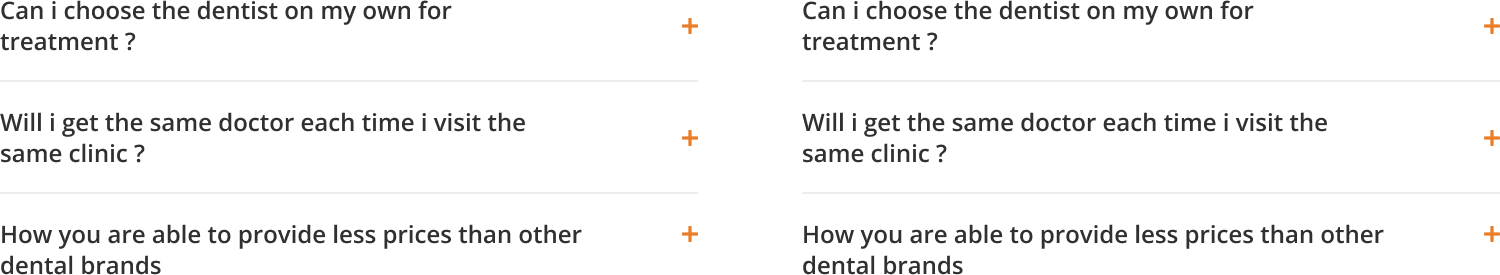 Can i choose the dentist on my own for
treatment ?
Will i get the same doctor each time i visit the
same clinic ?
How you are able to provide less prices than other
dental brands
Can i choose the dentist on my own for
treatment ?
Will i get the same doctor each time i visit the
same clinic ?
How you are able to provide less prices than other
dental brands